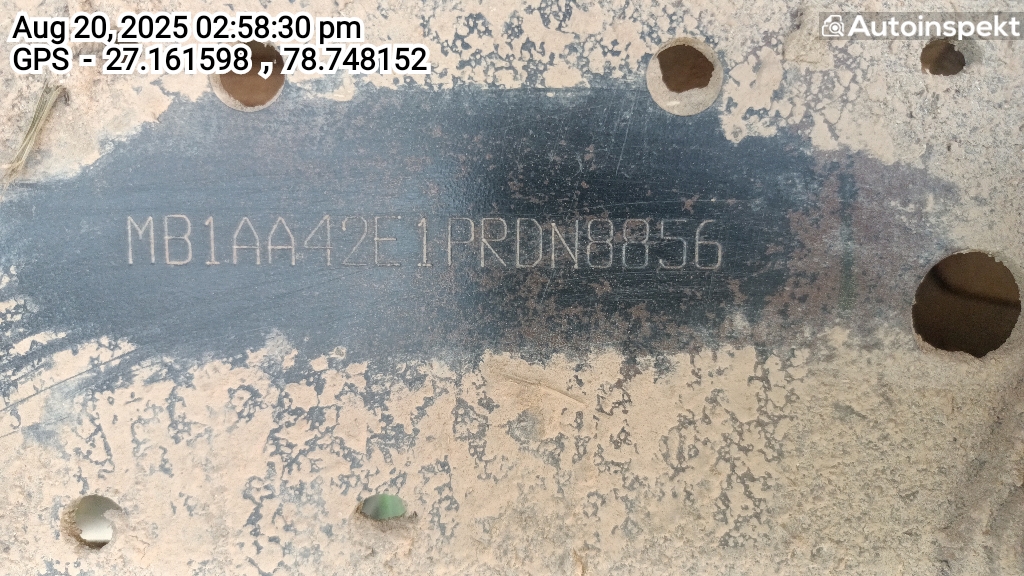 Aug 20, 2025 02:58:30 pm
GPS - 27.161598 , 78.748152
Autoinspekt
MB1AA42E1PRDN8856